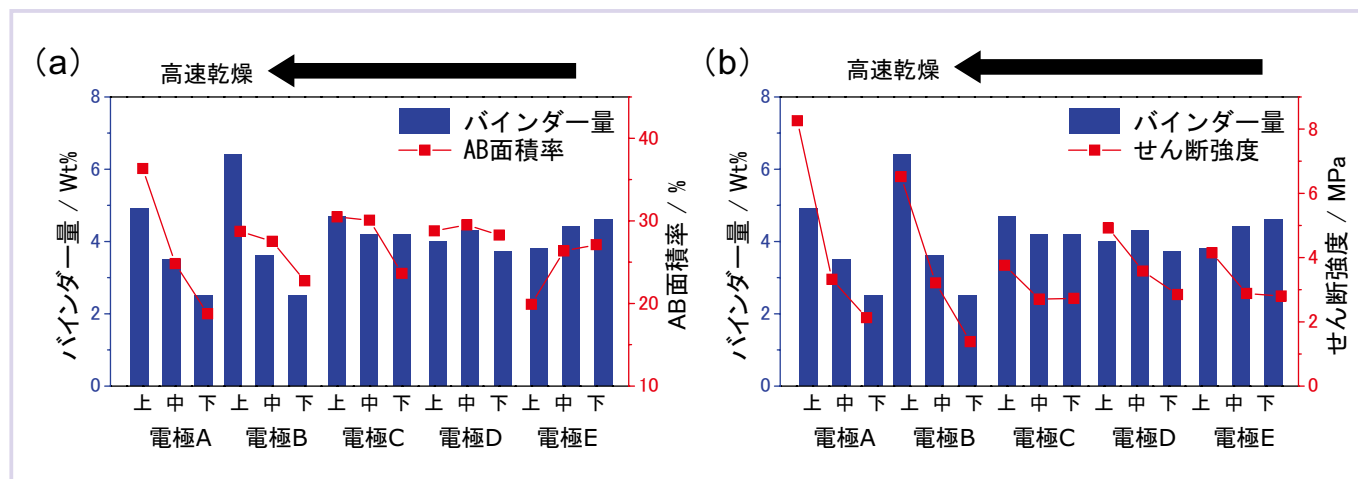 (a)
高速乾燥
バインダー量
AB面積率
バインダー量 / Wt%
8
6
4
2
0
AB面積率 / %
40
30
20
10
上 中 下 上 中 下 上 中 下 上 中 下 上 中 下
電極A 電極B 電極C 電極D 電極E
(b)
高速乾燥
バインダー量
せん断強度
バインダー量 / Wt%
8
6
4
2
0
せん断強度 / MPa
8
6
4
2
0
上 中 下 上 中 下 上 中 下 上 中 下 上 中 下
電極A 電極B 電極C 電極D 電極E